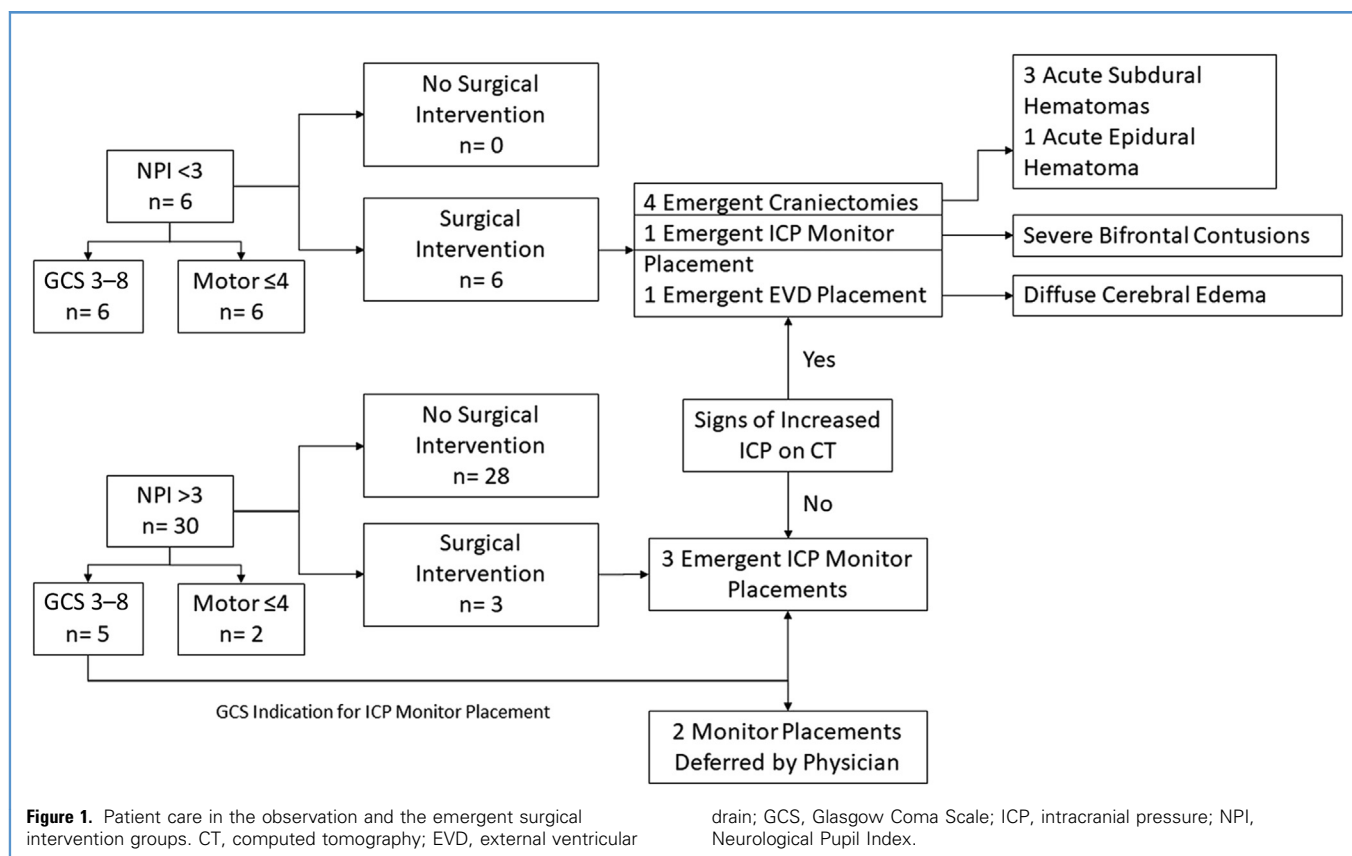 No Surgical
Intervention
n= 0
NPI <3
n= 6
GCS 3–8
n= 6
Motor ≤4
n= 6
Surgical
Intervention
n= 6
4 Emergent Craniectomies
1 Emergent ICP Monitor
Placement
1 Emergent EVD Placement
3 Acute Subdural
Hematomas
1 Acute Epidural
Hematoma
Severe Bifrontal Contusions
Diffuse Cerebral Edema
Yes
Signs of Increased
ICP on CT
No
No Surgical
Intervention
n= 28
NPI >3
n= 30
GCS 3–8
n= 5
Motor ≤4
n= 2
Surgical
Intervention
n= 3
3 Emergent ICP Monitor
Placements
GCS Indication for ICP Monitor Placement
2 Monitor Placements
Deferred by Physician
Figure 1. Patient care in the observation and the emergent surgical
intervention groups. CT, computed tomography; EVD, external ventricular
drain; GCS, Glasgow Coma Scale; ICP, intracranial pressure; NPI,
Neurological Pupil Index.